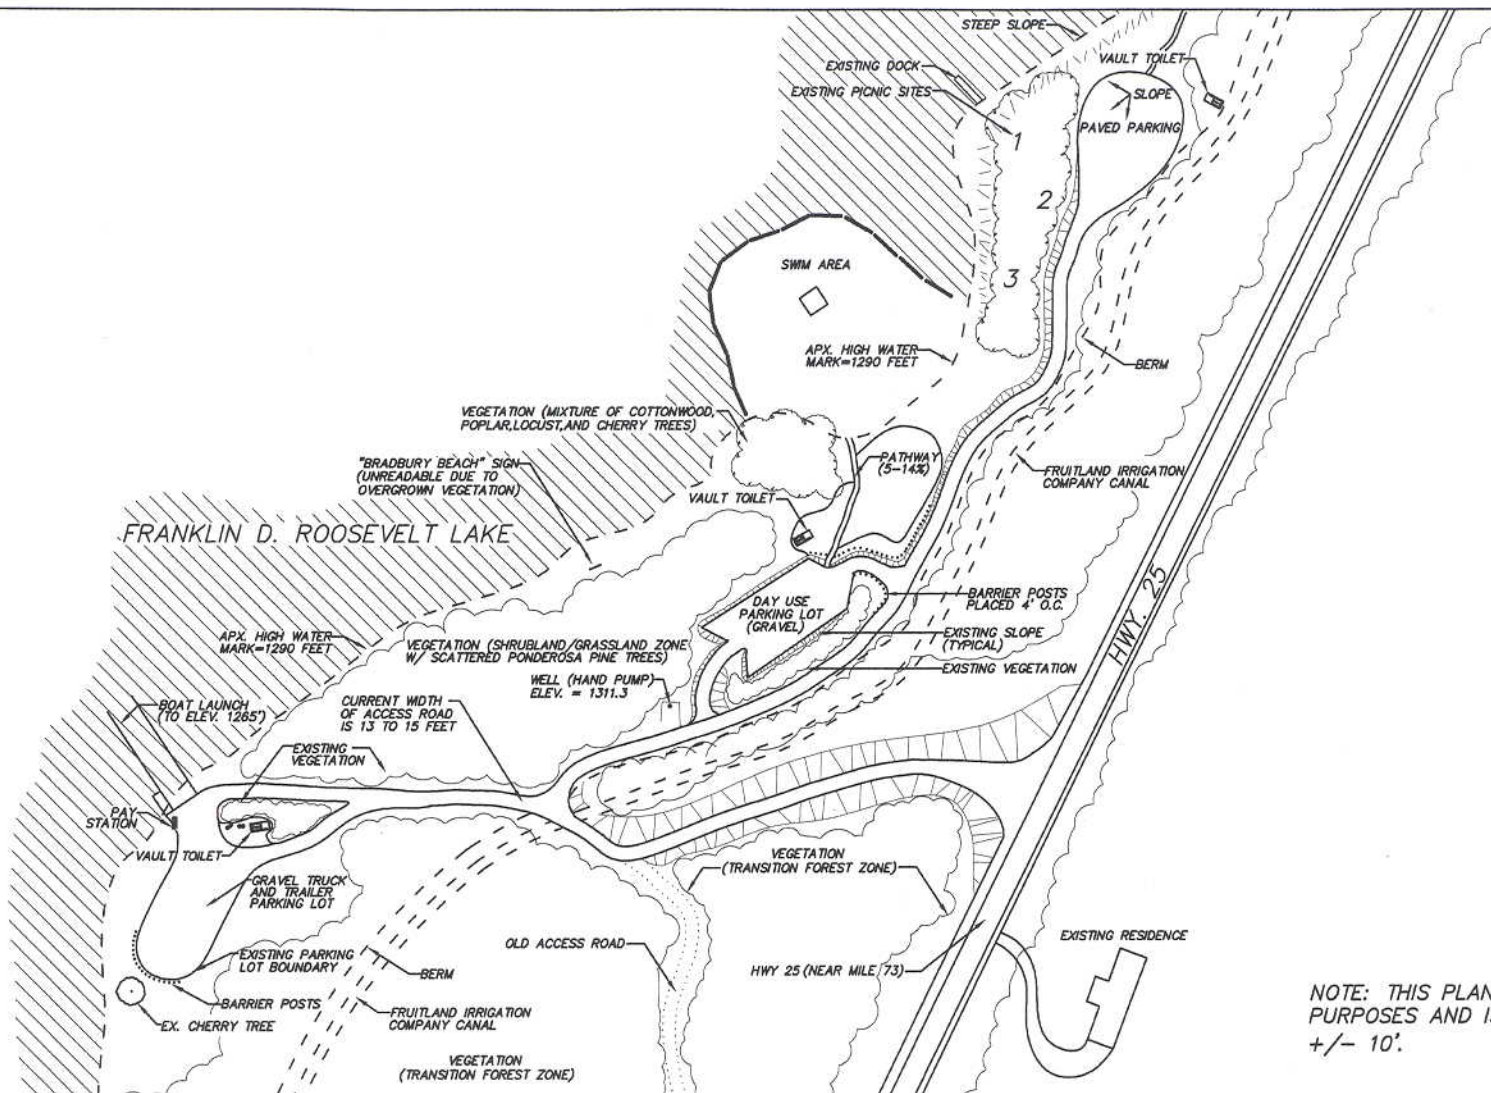 STEEP SLOPE
EXISTING DOCK
VAULT TOILET
EXISTING PICNIC SITES
SLOPE
PAVED PARKING
1
2
3
SWIM AREA
APX. HIGH WATER
MARK=1290 FEET
BERM
VEGETATION (MIXTURE OF COTTONWOOD,
POPLAR,LOCUST,AND CHERRY TREES)
"BRADBURY BEACH" SIGN
(UNREADABLE DUE TO
OVERGROWN VEGETATION)
PATHWAY
(5-14%)
FRUITLAND IRRIGATION
COMPANY CANAL
VAULT TOILET
FRANKLIN D. ROOSEVELT LAKE
HWY. 25
DAY USE
PARKING LOT
(GRAVEL)
BARRIER POSTS
PLACED 4' O.C.
EXISTING SLOPE
(TYPICAL)
EXISTING VEGETATION
APX. HIGH WATER
MARK=1290 FEET
VEGETATION (SHRUBLAND/GRASSLAND ZONE
W/ SCATTERED PONDEROSA PINE TREES)
WELL (HAND PUMP)
ELEV. = 1311.3
BOAT LAUNCH
(TO ELEV. 1265')
CURRENT WIDTH
OF ACCESS ROAD
IS 13 TO 15 FEET
EXISTING
VEGETATION
PAY
STATION
VAULT TOILET
VEGETATION
(TRANSITION FOREST ZONE)
GRAVEL TRUCK
AND TRAILER
PARKING LOT
OLD ACCESS ROAD
EXISTING RESIDENCE
EXISTING PARKING
LOT BOUNDARY
BERM
HWY 25 (NEAR MILE 73)
BARRIER POSTS
FRUITLAND IRRIGATION
COMPANY CANAL
EX. CHERRY TREE
VEGETATION
(TRANSITION FOREST ZONE)
NOTE: THIS PLAN
PURPOSES AND
+/- 10'.